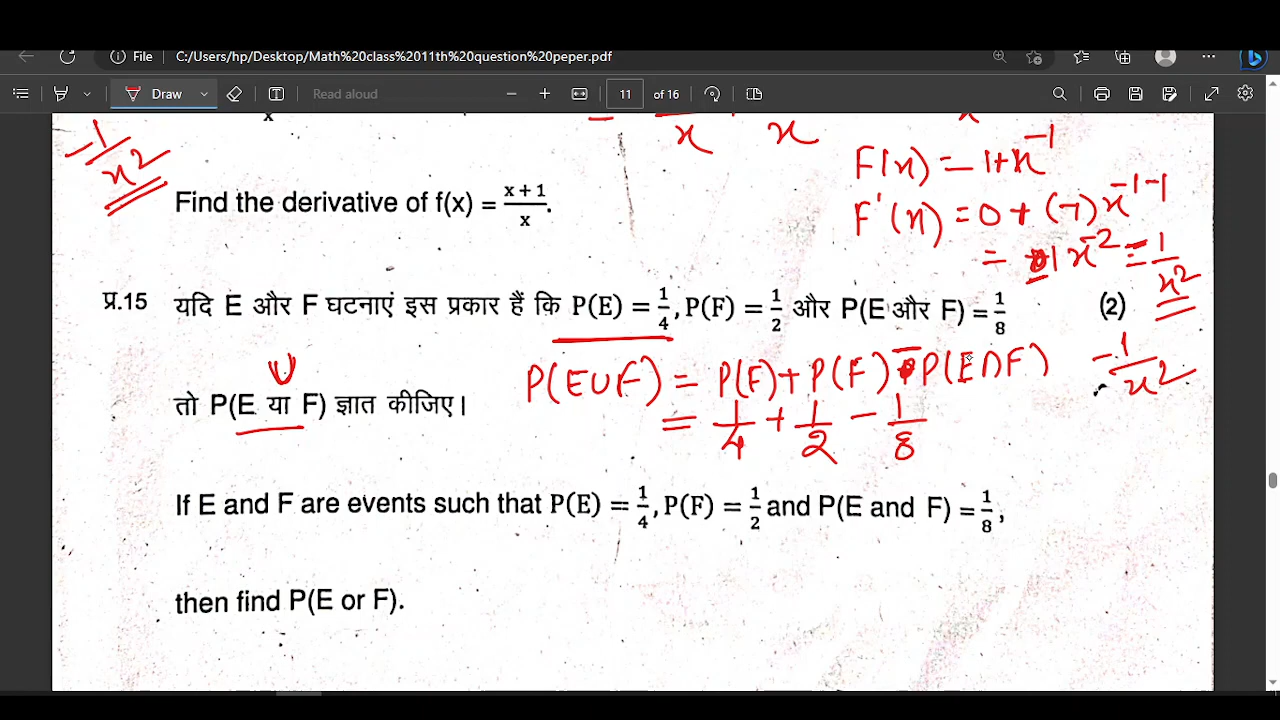 File C:/Users/hp/Desktop/Math%20class%2011th%20question%20peper.pdf
Draw Read aloud 11 of 16
x
= x x
-1/x²
F(x) = 1+x⁻¹
Find the derivative of f(x) = (x + 1)/x.
F'(x) = 0 + (-1)x⁻¹⁻¹
= -1x⁻² = -1/x²
प्र.15 यदि E और F घटनाएं इस प्रकार हैं कि P(E) = 1/4, P(F) = 1/2 और P(E और F) = 1/8 (2)
∪
P(E∪F) = P(F) + P(F) - P(E∩F) -1/x²
तो P(E या F) ज्ञात कीजिए।
= 1/4 + 1/2 - 1/8
If E and F are events such that P(E) = 1/4, P(F) = 1/2 and P(E and F) = 1/8,
then find P(E or F).